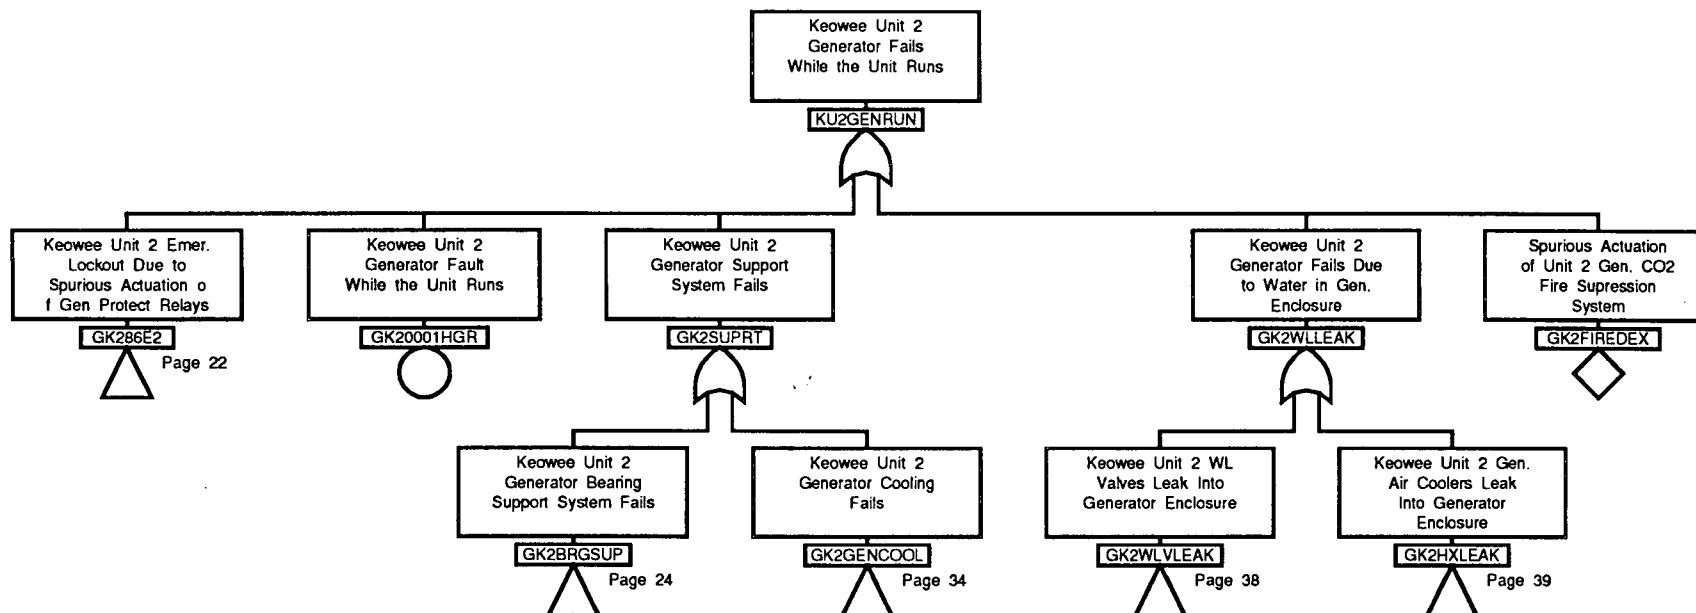 Keowee Unit 2
Generator Fails
While the Unit Runs
KU2GENRUN
Keowee Unit 2 Emer.
Lockout Due to
Spurious Actuation o
f Gen Protect Relays
GK286E2
Page 22
Keowee Unit 2
Generator Fault
While the Unit Runs
GK20001HGR
Keowee Unit 2
Generator Support
System Fails
GK2SUPRT
Keowee Unit 2
Generator Fails Due
to Water in Gen.
Enclosure
GK2WLLEAK
Spurious Actuation
of Unit 2 Gen. CO2
Fire Supression
System
GK2FIREDEX
Keowee Unit 2
Generator Bearing
Support System Fails
GK2BRGSUP
Page 24
Keowee Unit 2
Generator Cooling
Fails
GK2GENCOOL
Page 34
Keowee Unit 2 WL
Valves Leak Into
Generator Enclosure
GK2WLVLEAK
Page 38
Keowee Unit 2 Gen.
Air Coolers Leak
Into Generator
Enclosure
GK2HXLEAK
Page 39